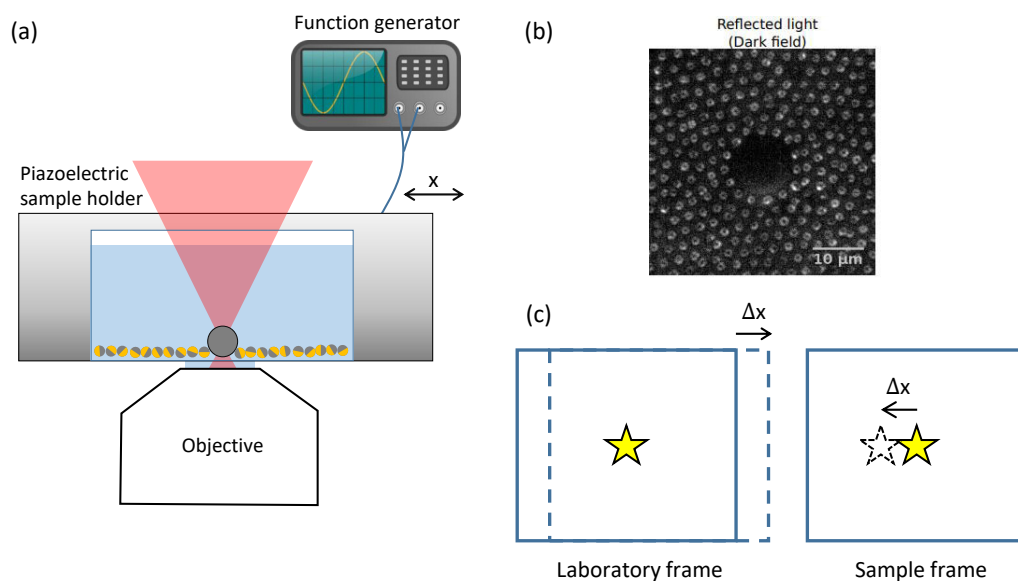 (a)
Function generator
Piazoelectric
sample holder
x
Objective
(b)
Reflected light
(Dark field)
10 μm
(c)
Δx
Δx
Laboratory frame
Sample frame